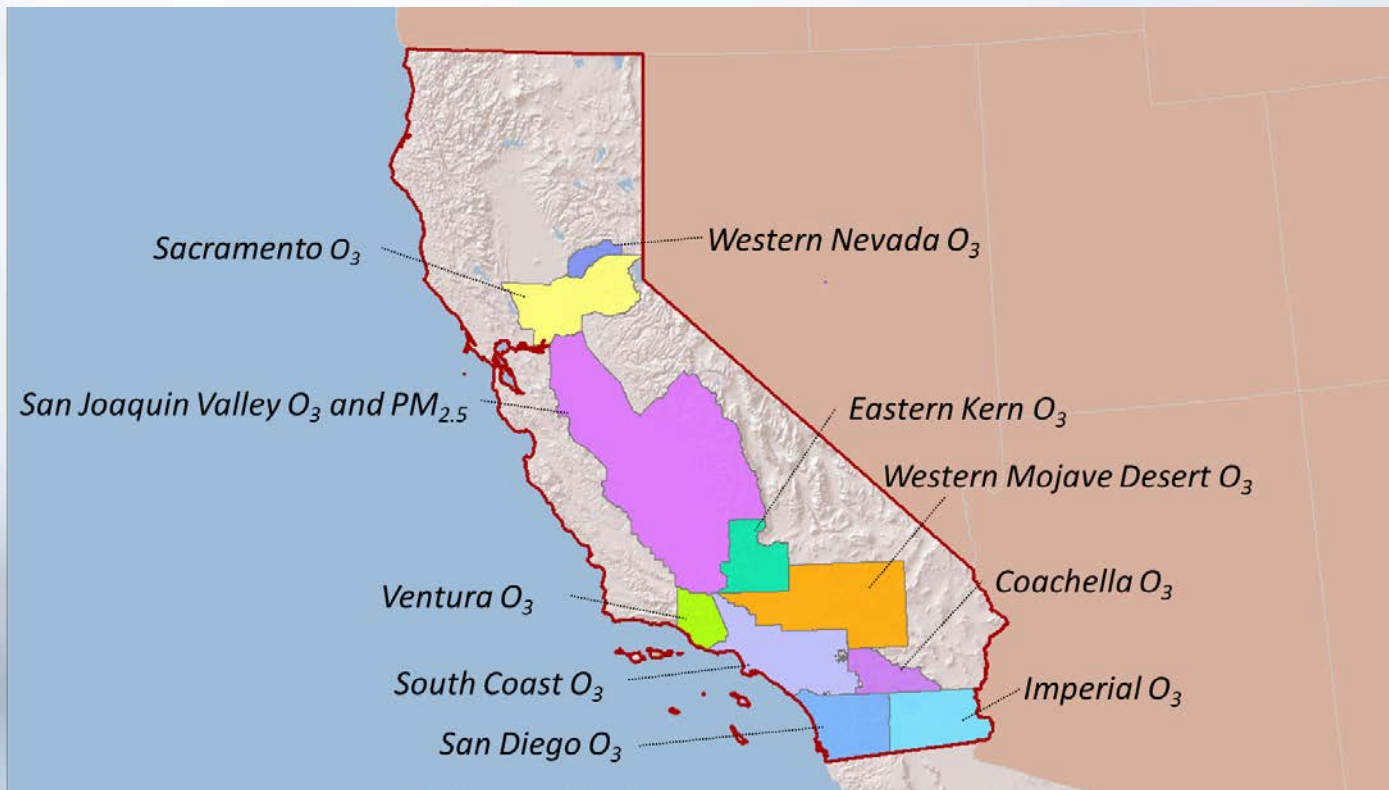 Western Nevada O₃
Sacramento O₃
San Joaquin Valley O₃ and PM₂.₅
Eastern Kern O₃
Western Mojave Desert O₃
Coachella O₃
Ventura O₃
South Coast O₃
Imperial O₃
San Diego O₃